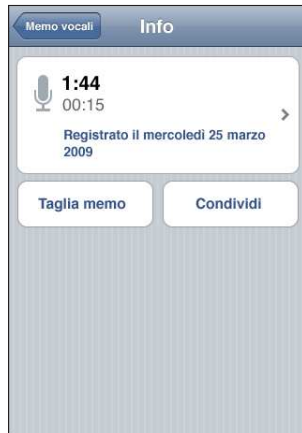 Memo vocali
Info
1:44
00:15
Registrato il mercoledì 25 marzo
2009
Taglia memo
Condividi